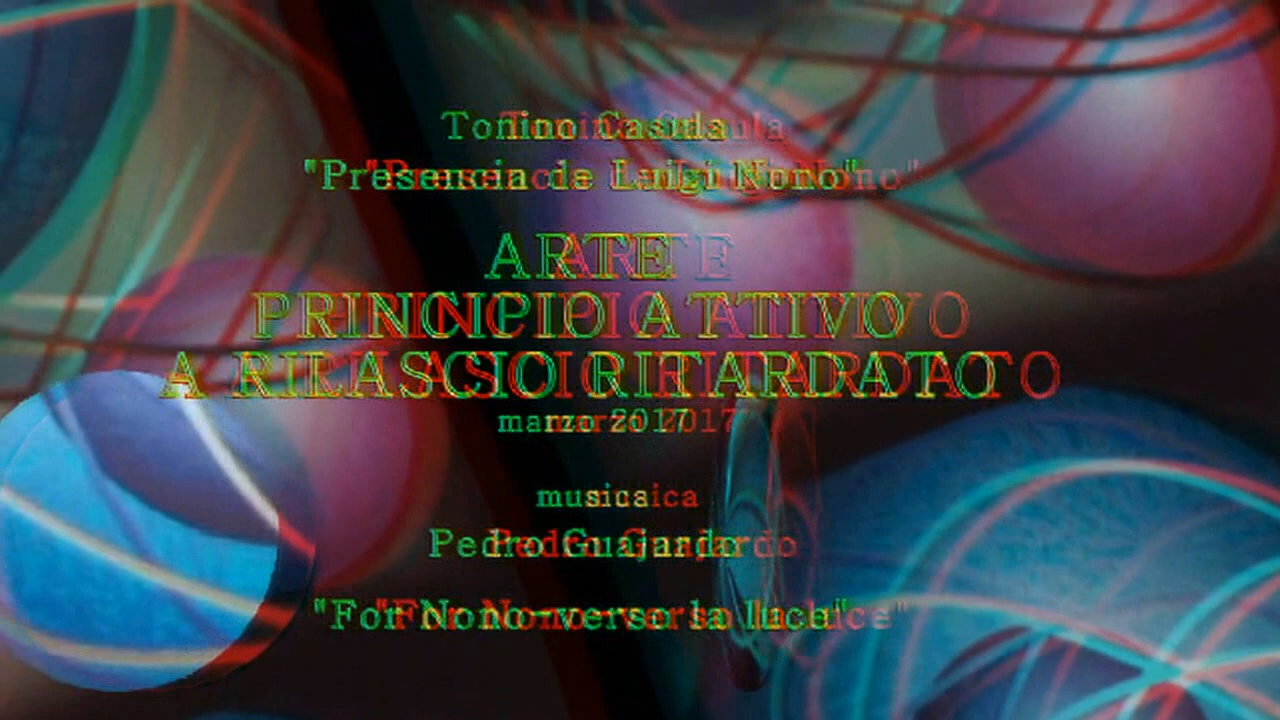 Tonino Casula
"Presencia de Luigi Nono"
ARTE
PRINCIPIO ATTIVO
A RILASCIO RITARDATO
marzo 2017
musica
Pedro Guajardo
"For Nono-verso la luce"